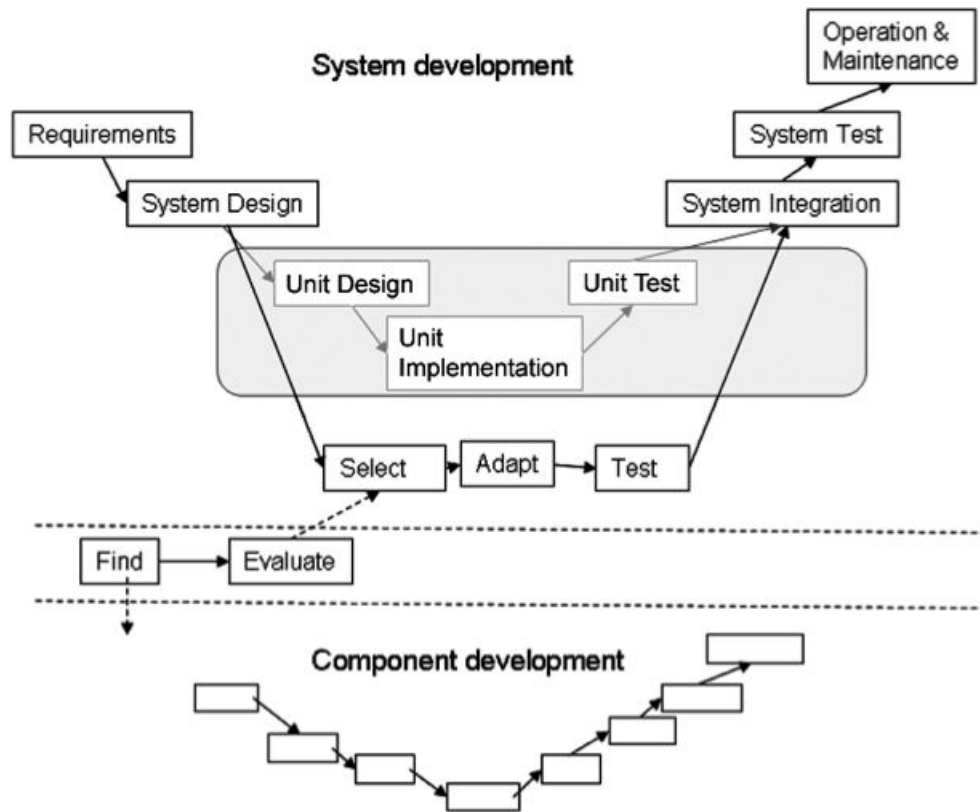 System development
Operation &
Maintenance
Requirements
System Test
System Design
System Integration
Unit Design
Unit Test
Unit
Implementation
Select
Adapt
Test
Find
Evaluate
Component development